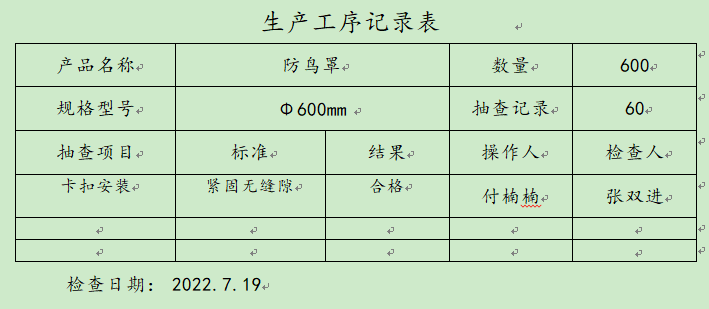 生产工序记录表
产品名称 防鸟罩 数量 600
规格型号 Φ600mm 抽查记录 60
抽查项目 标准 结果 操作人 检查人
卡扣安装 紧固无缝隙 合格 付楠楠 张双进
检查日期： 2022.7.19